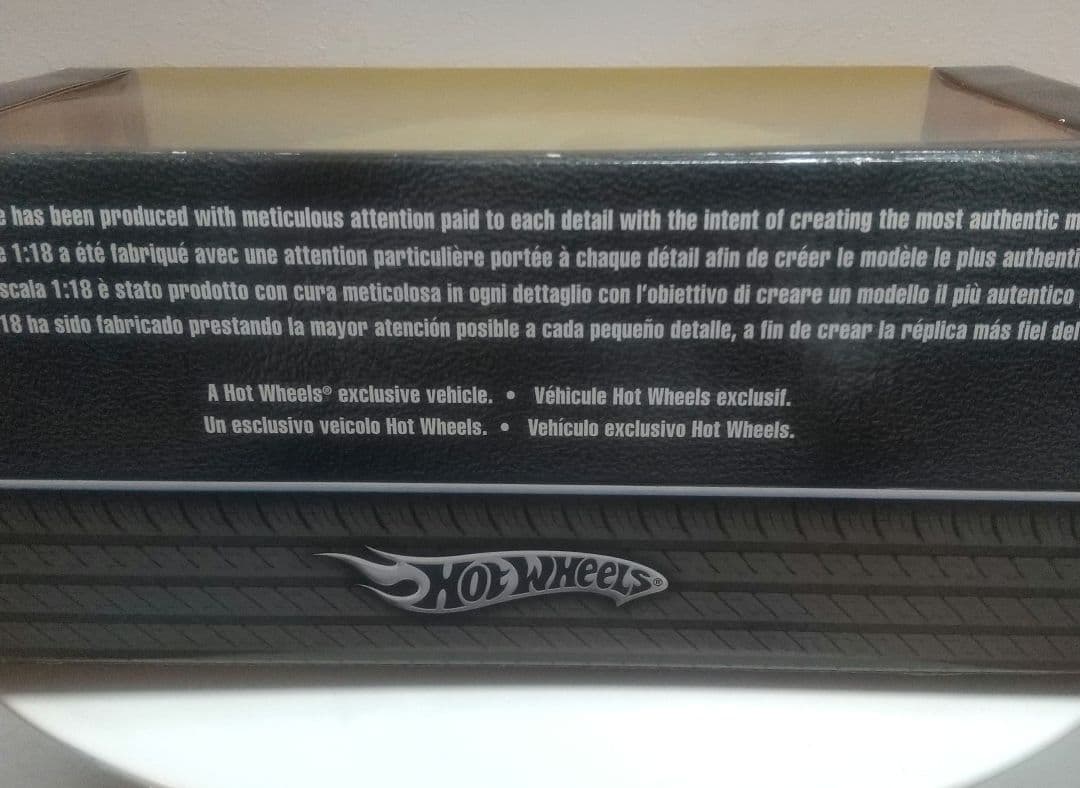 has been produced with meticulous attention paid to each detail with the intent of creating the most authentic
1:18 a été fabriqué avec une attention particulière portée à chaque détail afin de créer le modèle le plus authenti
scala 1:18 è stato prodotto con cura meticolosa in ogni dettaglio con l'obiettivo di creare un modello il più autentico
18 ha sido fabricado prestando la mayor atención posible a cada pequeño detalle, a fin de crear la réplica más fiel del
A Hot Wheels® exclusive vehicle. • Véhicule Hot Wheels exclusif.
Un esclusivo veicolo Hot Wheels. • Vehículo exclusivo Hot Wheels.
HOT WHEELS®